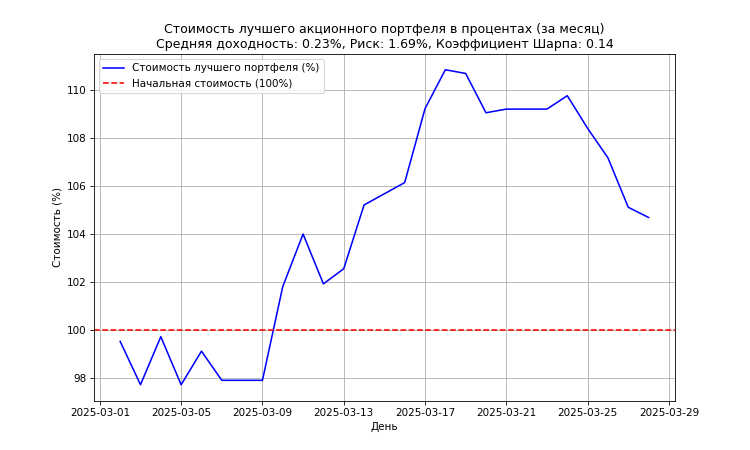 Стоимость лучшего акционного портфеля в процентах (за месяц)
Средняя доходность: 0.23%, Риск: 1.69%, Коэффициент Шарпа: 0.14
Стоимость лучшего портфеля (%)
Начальная стоимость (100%)
Стоимость (%)
110
108
106
104
102
100
98
2025-03-01 2025-03-05 2025-03-09 2025-03-13 2025-03-17 2025-03-21 2025-03-25 2025-03-29
День